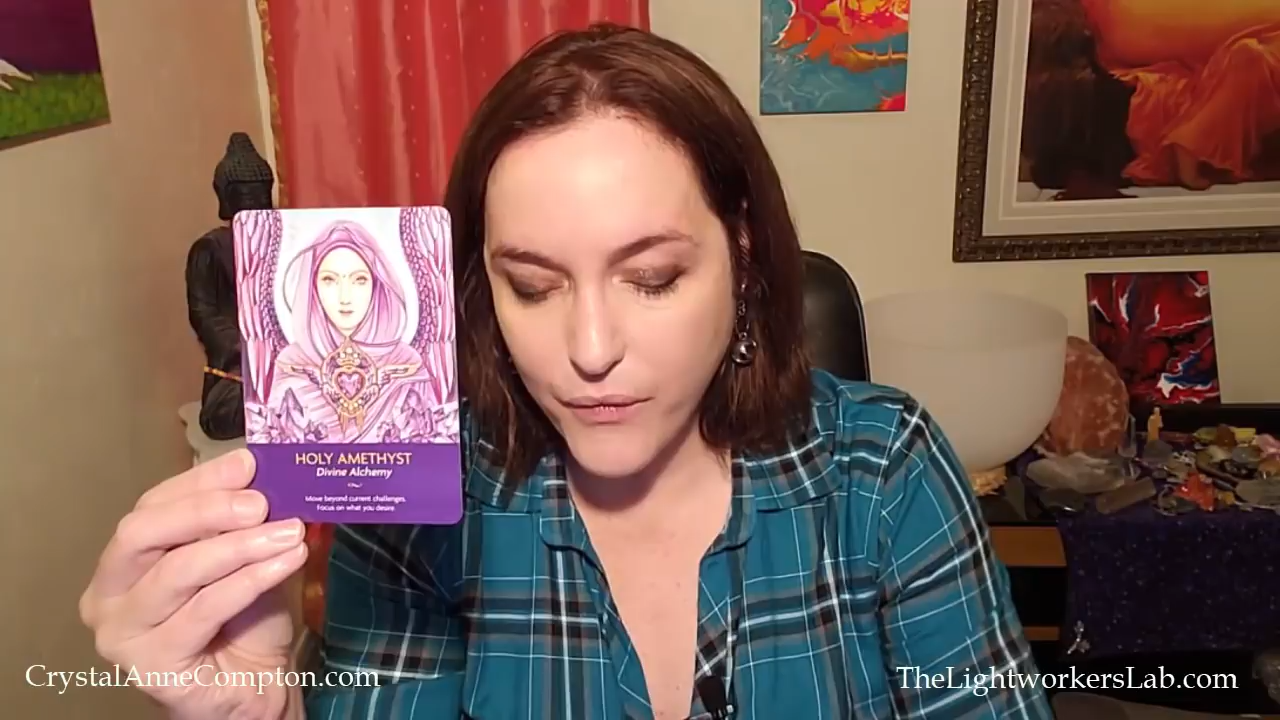 HOLY AMETHYST
Divine Alchemy
Move beyond current challenges.
Focus on what you desire.
CrystalAnneCompton.com
TheLightworkersLab.com